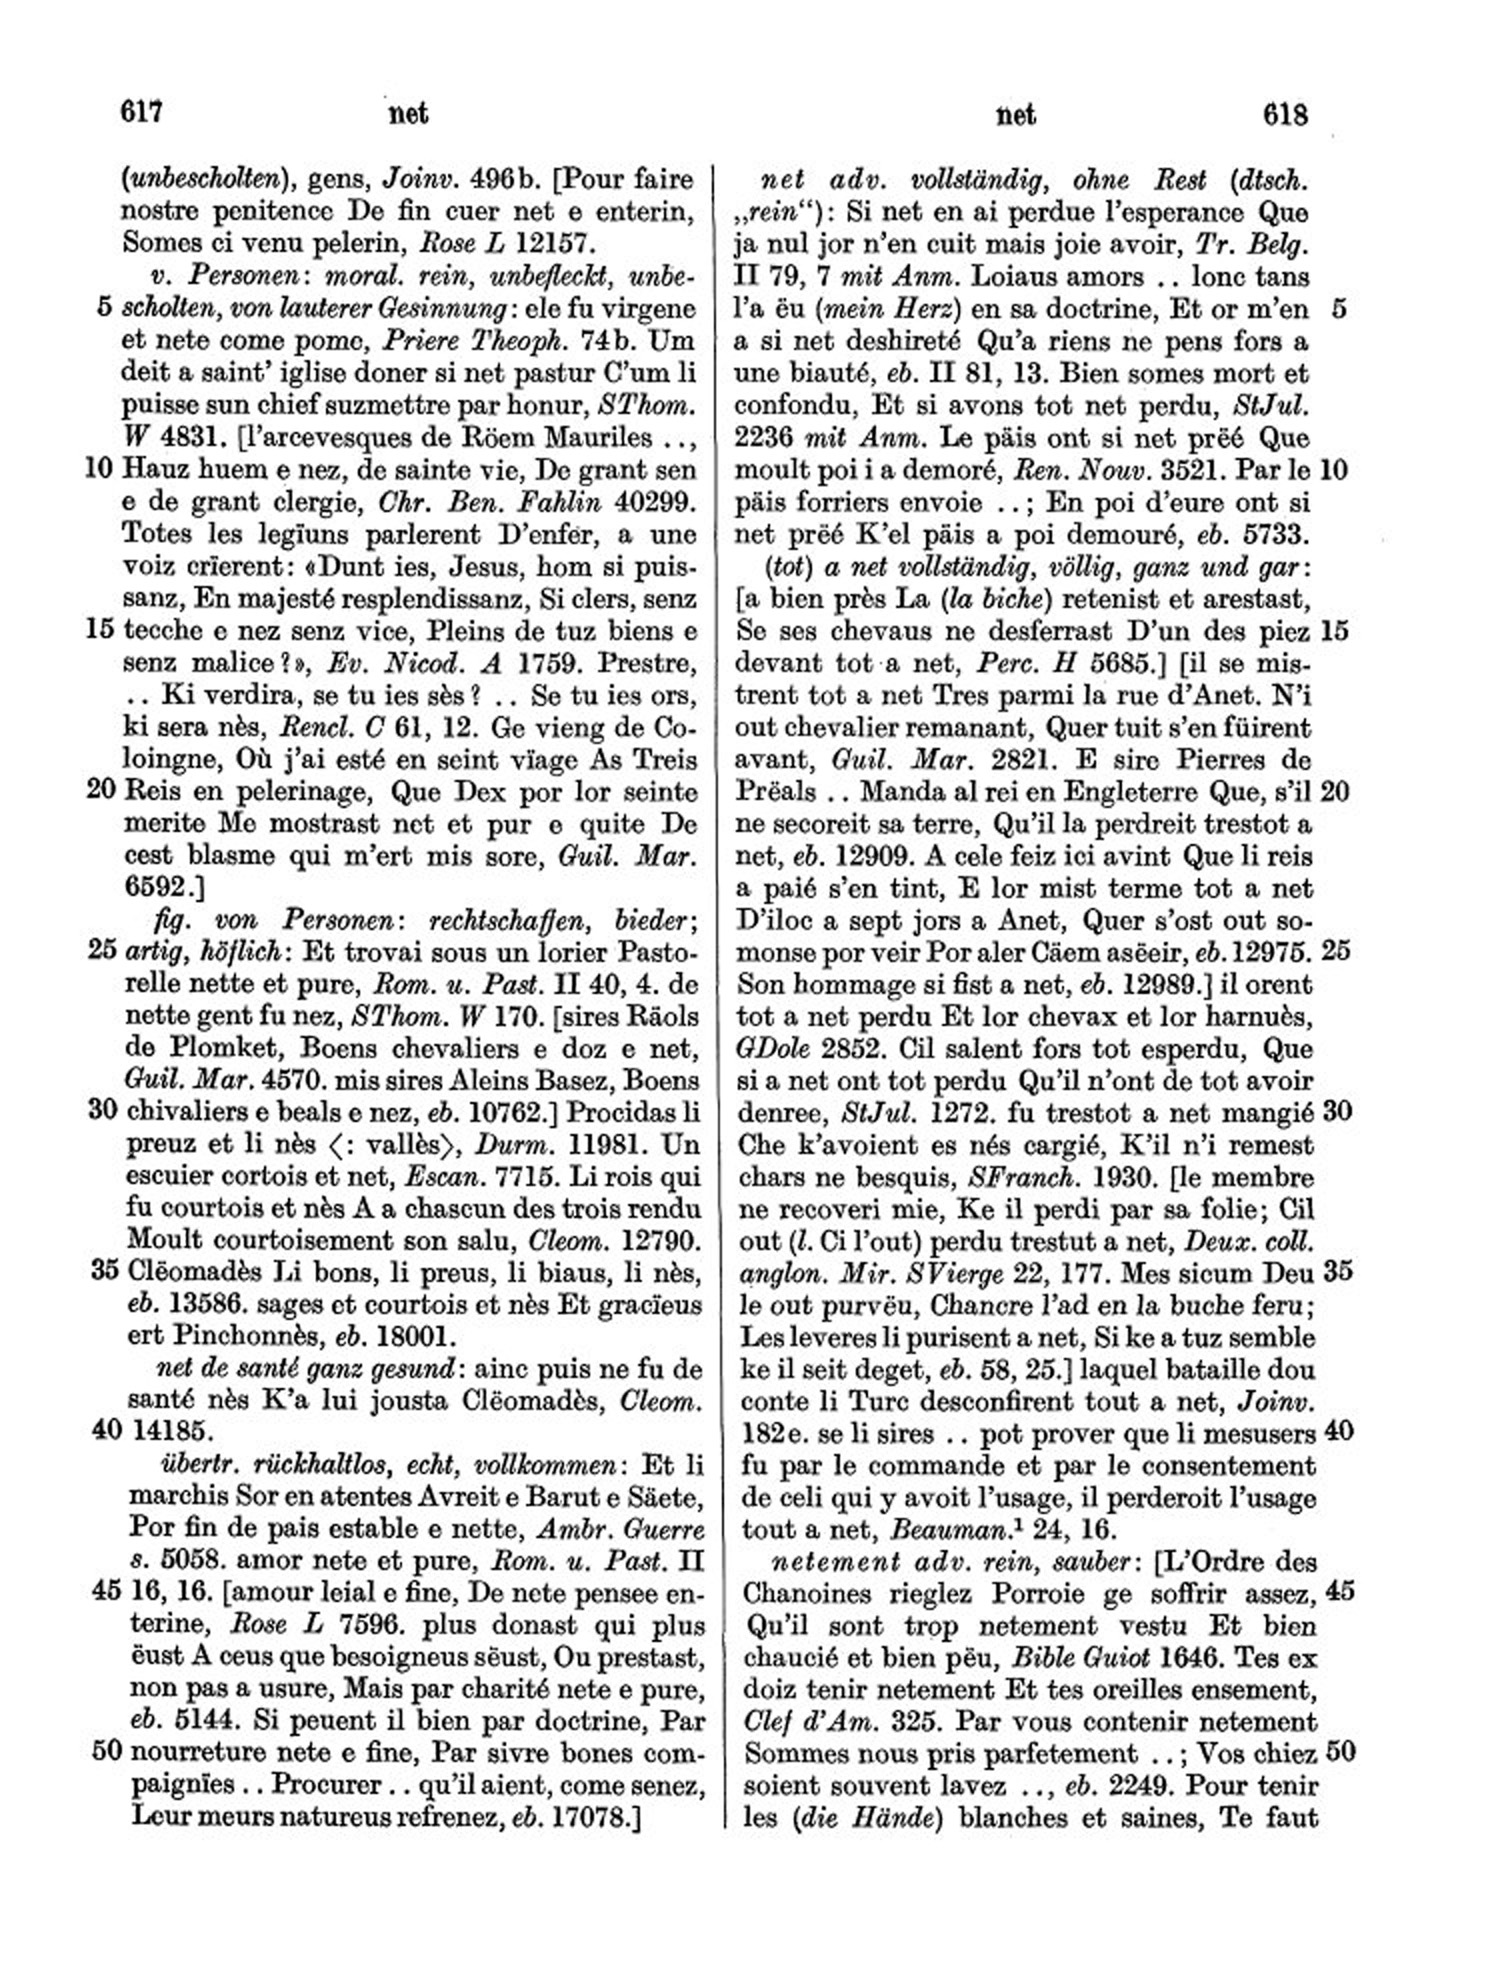 617 net
(unbescholten), gens, Joinv. 496b. [Pour faire
nostre penitence De fin cuer net e enterin,
Somes ci venu pelerin, Rose L 12157.
v. Personen: moral. rein, unbefleckt, unbe-
5 scholten, von lauterer Gesinnung: ele fu virgene
et nete come pome, Priere Theoph. 74b. Um
deit a saint' iglise doner si net pastur C'um li
puisse sun chief suzmettre par honur, SThom.
W 4831. [l'arcevesques de Röem Mauriles ..,
10 Hauz huem e nez, de sainte vie, De grant sen
e de grant clergie, Chr. Ben. Fahlin 40299.
Totes les legïuns parlerent D'enfer, a une
voiz crïerent: «Dunt ies, Jesus, hom si puis-
sanz, En majesté resplendissanz, Si clers, senz
15 tecche e nez senz vice, Pleins de tuz biens e
senz malice?», Ev. Nicod. A 1759. Prestre,
.. Ki verdira, se tu ies sès? .. Se tu ies ors,
ki sera nès, Rencl. C 61, 12. Ge vieng de Co-
loingne, Où j'ai esté en seint vïage As Treis
20 Reis en pelerinage, Que Dex por lor seinte
merite Me mostrast net et pur e quite De
cest blasme qui m'ert mis sore, Guil. Mar.
6592.]
fig. von Personen: rechtschaffen, bieder;
25 artig, höflich: Et trovai sous un lorier Pasto-
relle nette et pure, Rom. u. Past. II 40, 4. de
nette gent fu nez, SThom. W 170. [sires Räols
de Plomket, Boens chevaliers e doz e net,
Guil. Mar. 4570. mis sires Aleins Basez, Boens
30 chivaliers e beals e nez, eb. 10762.] Procidas li
preuz et li nès ⟨: vallès⟩, Durm. 11981. Un
escuier cortois et net, Escan. 7715. Li rois qui
fu courtois et nès A a chascun des trois rendu
Moult courtoisement son salu, Cleom. 12790.
35 Clëomadès Li bons, li preus, li biaus, li nès,
eb. 13586. sages et courtois et nès Et gracïeus
ert Pinchonnès, eb. 18001.
net de santé ganz gesund: ainc puis ne fu de
santé nès K'a lui jousta Clëomadès, Cleom.
40 14185.
übertr. rückhaltlos, echt, vollkommen: Et li
marchis Sor en atentes Avreit e Barut e Säete,
Por fin de pais estable e nette, Ambr. Guerre
s. 5058. amor nete et pure, Rom. u. Past. II
45 16, 16. [amour leial e fine, De nete pensee en-
terine, Rose L 7596. plus donast qui plus
ëust A ceus que besoigneus sëust, Ou prestast,
non pas a usure, Mais par charité nete e pure,
eb. 5144. Si peuent il bien par doctrine, Par
50 nourreture nete e fine, Par sivre bones com-
paignïes .. Procurer .. qu'il aient, come senez,
Leur meurs natureus refrenez, eb. 17078.]
net 618
net adv. vollständig, ohne Rest (dtsch.
„rein“): Si net en ai perdue l'esperance Que
ja nul jor n'en cuit mais joie avoir, Tr. Belg.
II 79, 7 mit Anm. Loiaus amors .. lonc tans
l'a ëu (mein Herz) en sa doctrine, Et or m'en 5
a si net deshireté Qu'a riens ne pens fors a
une biauté, eb. II 81, 13. Bien somes mort et
confondu, Et si avons tot net perdu, StJul.
2236 mit Anm. Le päis ont si net prëé Que
moult poi i a demoré, Ren. Nouv. 3521. Par le 10
päis forriers envoie ..; En poi d'eure ont si
net prëé K'el päis a poi demouré, eb. 5733.
(tot) a net vollständig, völlig, ganz und gar:
[a bien près La (la biche) retenist et arestast,
Se ses chevaus ne desferrast D'un des piez 15
devant tot a net, Perc. H 5685.] [il se mis-
trent tot a net Tres parmi la rue d'Anet. N'i
out chevalier remanant, Quer tuit s'en füirent
avant, Guil. Mar. 2821. E sire Pierres de
Prëals .. Manda al rei en Engleterre Que, s'il 20
ne secoreit sa terre, Qu'il la perdreit trestot a
net, eb. 12909. A cele feiz ici avint Que li reis
a paié s'en tint, E lor mist terme tot a net
D'iloc a sept jors a Anet, Quer s'ost out so-
monse por veir Por aler Cäem asëeir, eb. 12975. 25
Son hommage si fist a net, eb. 12989.] il orent
tot a net perdu Et lor chevax et lor harnuès,
GDole 2852. Cil salent fors tot esperdu, Que
si a net ont tot perdu Qu'il n'ont de tot avoir
denree, StJul. 1272. fu trestot a net mangié 30
Che k'avoient es nés cargié, K'il n'i remest
chars ne besquis, SFranch. 1930. [le membre
ne recoveri mie, Ke il perdi par sa folie; Cil
out (l. Ci l'out) perdu trestut a net, Deux. coll.
anglon. Mir. SVierge 22, 177. Mes sicum Deu 35
le out purvëu, Chancre l'ad en la buche feru;
Les leveres li purisent a net, Si ke a tuz semble
ke il seit deget, eb. 58, 25.] laquel bataille dou
conte li Turc desconfirent tout a net, Joinv.
182e. se li sires .. pot prover que li mesusers 40
fu par le commande et par le consentement
de celi qui y avoit l'usage, il perderoit l'usage
tout a net, Beauman.¹ 24, 16.
netement adv. rein, sauber: [L'Ordre des
Chanoines rieglez Porroie ge soffrir assez, 45
Qu'il sont trop netement vestu Et bien
chaucié et bien pëu, Bible Guiot 1646. Tes ex
doiz tenir netement Et tes oreilles ensement,
Clef d'Am. 325. Par vous contenir netement
Sommes nous pris parfetement ..; Vos chiez 50
soient souvent lavez .., eb. 2249. Pour tenir
les (die Hände) blanches et saines, Te faut